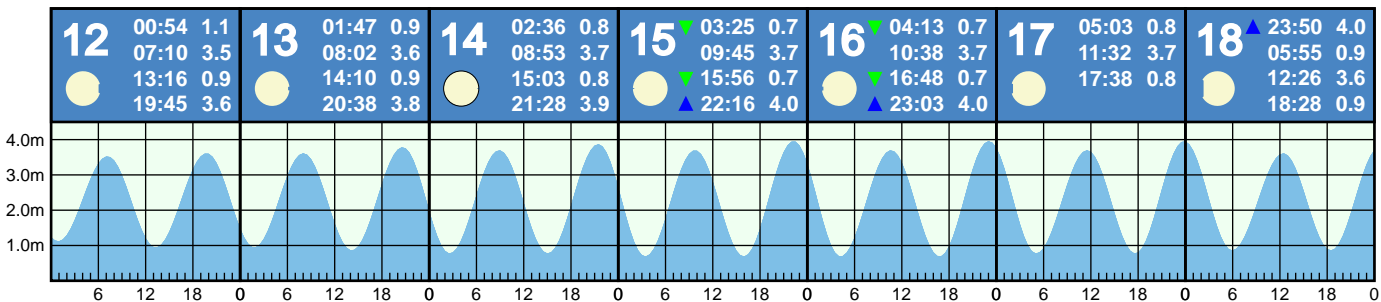 12 00:54 1.1
07:10 3.5
13:16 0.9
19:45 3.6
13 01:47 0.9
08:02 3.6
14:10 0.9
20:38 3.8
14 02:36 0.8
08:53 3.7
15:03 0.8
21:28 3.9
15 ▼ 03:25 0.7
09:45 3.7
▼ 15:56 0.7
▲ 22:16 4.0
16 ▼ 04:13 0.7
10:38 3.7
▼ 16:48 0.7
▲ 23:03 4.0
17 05:03 0.8
11:32 3.7
17:38 0.8
18 ▲ 23:50 4.0
05:55 0.9
12:26 3.6
18:28 0.9
4.0m
3.0m
2.0m
1.0m
6 12 18 0 6 12 18 0 6 12 18 0 6 12 18 0 6 12 18 0 6 12 18 0 6 12 18 0